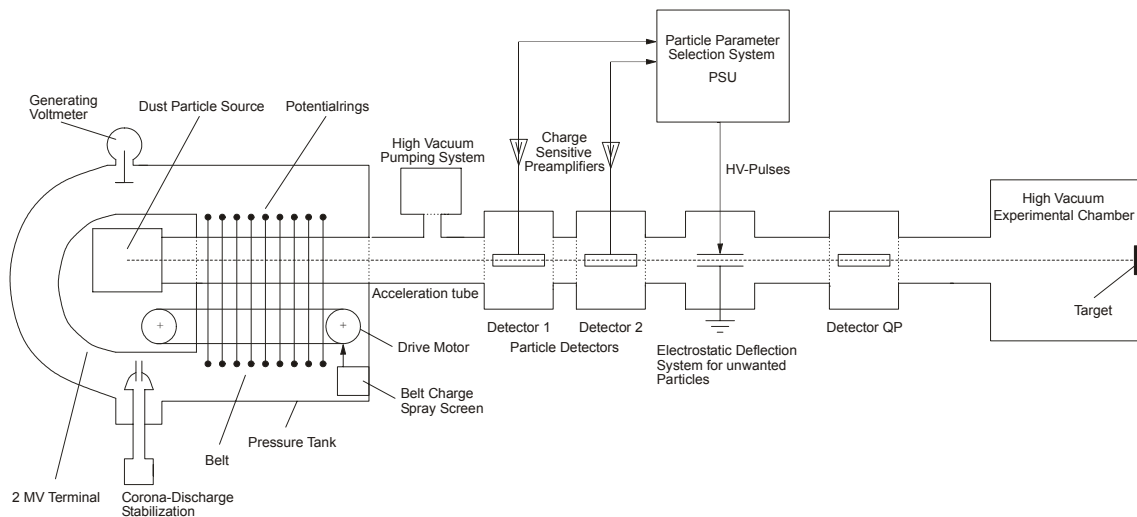 Particle Parameter
Selection System
PSU
Generating
Voltmeter
Dust Particle Source
Potentialrings
High Vacuum
Pumping System
Charge
Sensitive
Preamplifiers
HV-Pulses
High Vacuum
Experimental Chamber
Acceleration tube
Target
Detector 1
Detector 2
Particle Detectors
Detector QP
Drive Motor
Electrostatic Deflection
System for unwanted
Particles
Belt Charge
Spray Screen
Pressure Tank
Belt
2 MV Terminal
Corona-Discharge
Stabilization